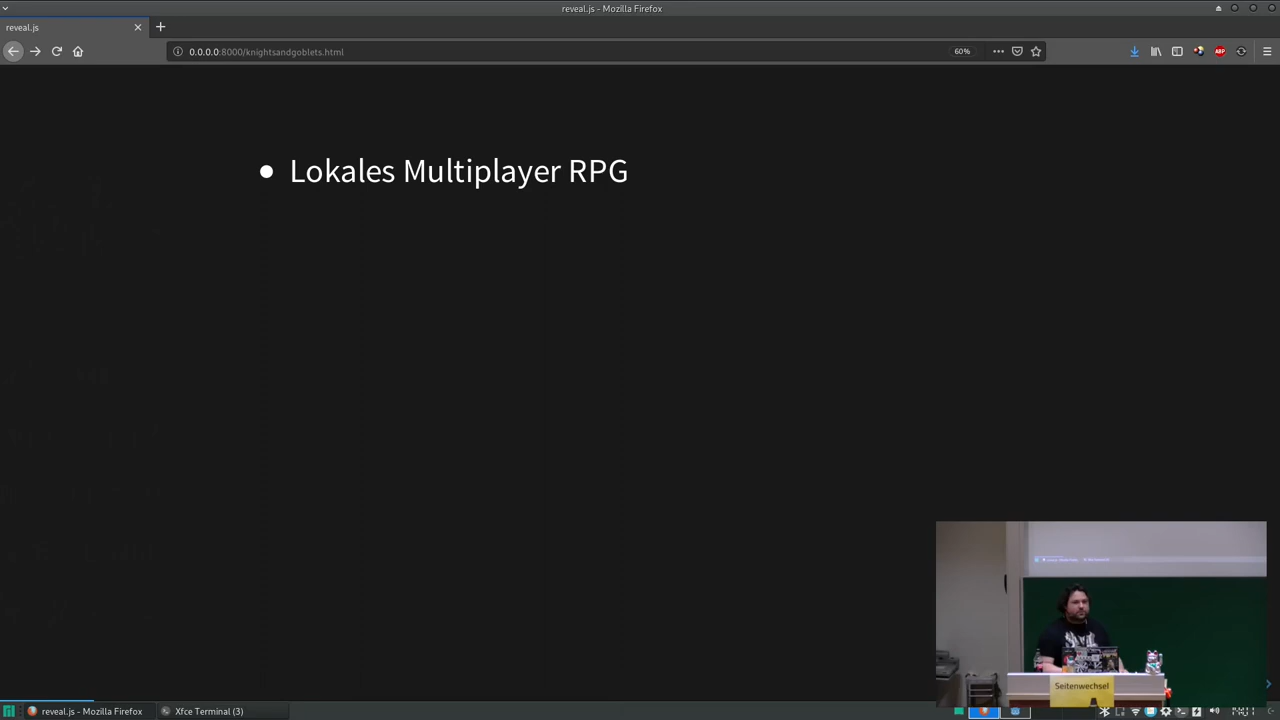 reveal.js - Mozilla Firefox
reveal.js
0.0.0.0:8000/knightsandgoblets.html
60%
ABP
Lokales Multiplayer RPG
Seitenwechsel
reveal.js - Mozilla Firefox
Xfce Terminal (3)